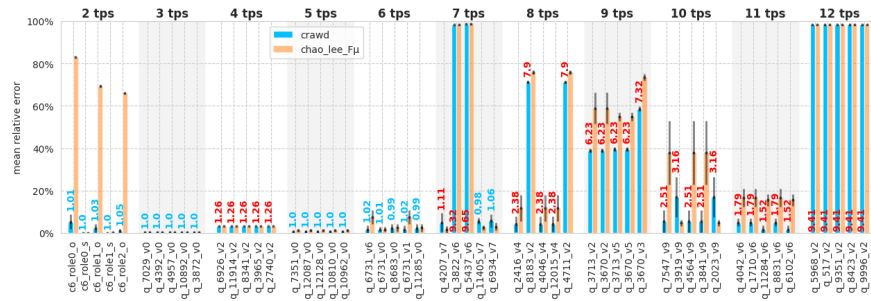 2 tps 3 tps 4 tps 5 tps 6 tps 7 tps 8 tps 9 tps 10 tps 11 tps 12 tps
100%
80%
60%
40%
20%
0%
mean relative error
crawd
chao_lee_Fμ
1.01 1.0 1.03 1.0 1.05
1.0 1.0 1.0 1.0 1.0
1.26 1.26 1.26 1.26 1.26
1.0 1.0 1.0 1.0 1.0
1.02 1.01 0.99 1.02 0.99
1.11 9.32 9.65 0.98 1.06
2.38 7.9 2.38 2.38 7.9
6.23 6.23 6.23 6.23 7.32
2.51 3.16 2.51 2.51 3.16
1.79 1.79 1.52 1.79 1.52
9.41 9.41 9.41 9.41 9.41
c6_role0_o c6_role0_s c6_role1_o c6_role2_o
q_7029_v0 q_4392_v0 q_4957_v0 q_10892_v0 q_3872_v0
q_6926_v2 q_11914_v2 q_8341_v2 q_3965_v2 q_2740_v2
q_7351_v0 q_12087_v0 q_12128_v0 q_10810_v0 q_10962_v0
q_6731_v6 q_6731_v0 q_8683_v0 q_6731_v1 q_11285_v0
q_4207_v7 q_3822_v6 q_5437_v6 q_11405_v7 q_6934_v7
q_2416_v4 q_8183_v2 q_4046_v4 q_12015_v4 q_4711_v2
q_3713_v2 q_3670_v2 q_3713_v5 q_3670_v5 q_3670_v3
q_7547_v9 q_3919_v9 q_4564_v9 q_3841_v9 q_2023_v9
q_4042_v6 q_1710_v6 q_11284_v6 q_8831_v6 q_6102_v6
q_5968_v2 q_517_v2 q_9351_v2 q_8423_v2 q_9996_v2